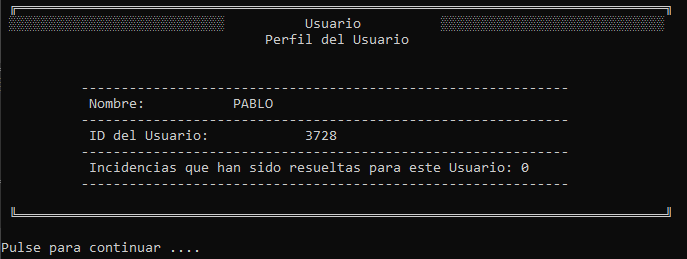 Usuario
Perfil del Usuario
Nombre: PABLO
ID del Usuario: 3728
Incidencias que han sido resueltas para este Usuario: 0
Pulse para continuar ....